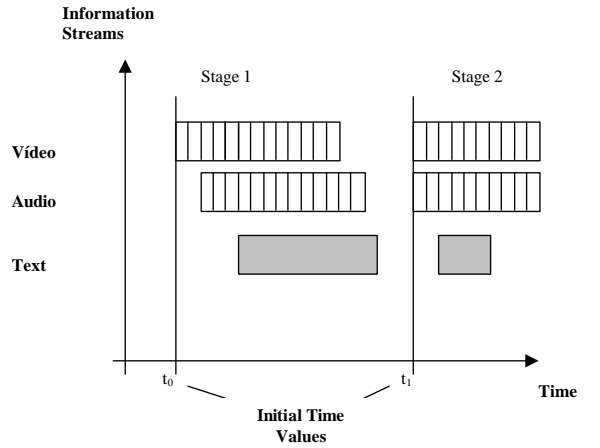 Information
Streams
Stage 1
Stage 2
Vídeo
Audio
Text
t0
t1
Time
Initial Time
Values